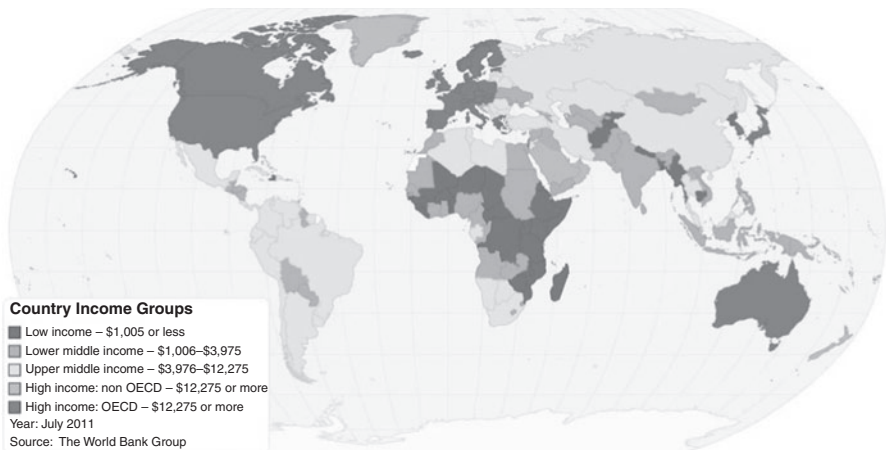 Country Income Groups
Low income – $1,005 or less
Lower middle income – $1,006–$3,975
Upper middle income – $3,976–$12,275
High income: non OECD – $12,275 or more
High income: OECD – $12,275 or more
Year: July 2011
Source: The World Bank Group